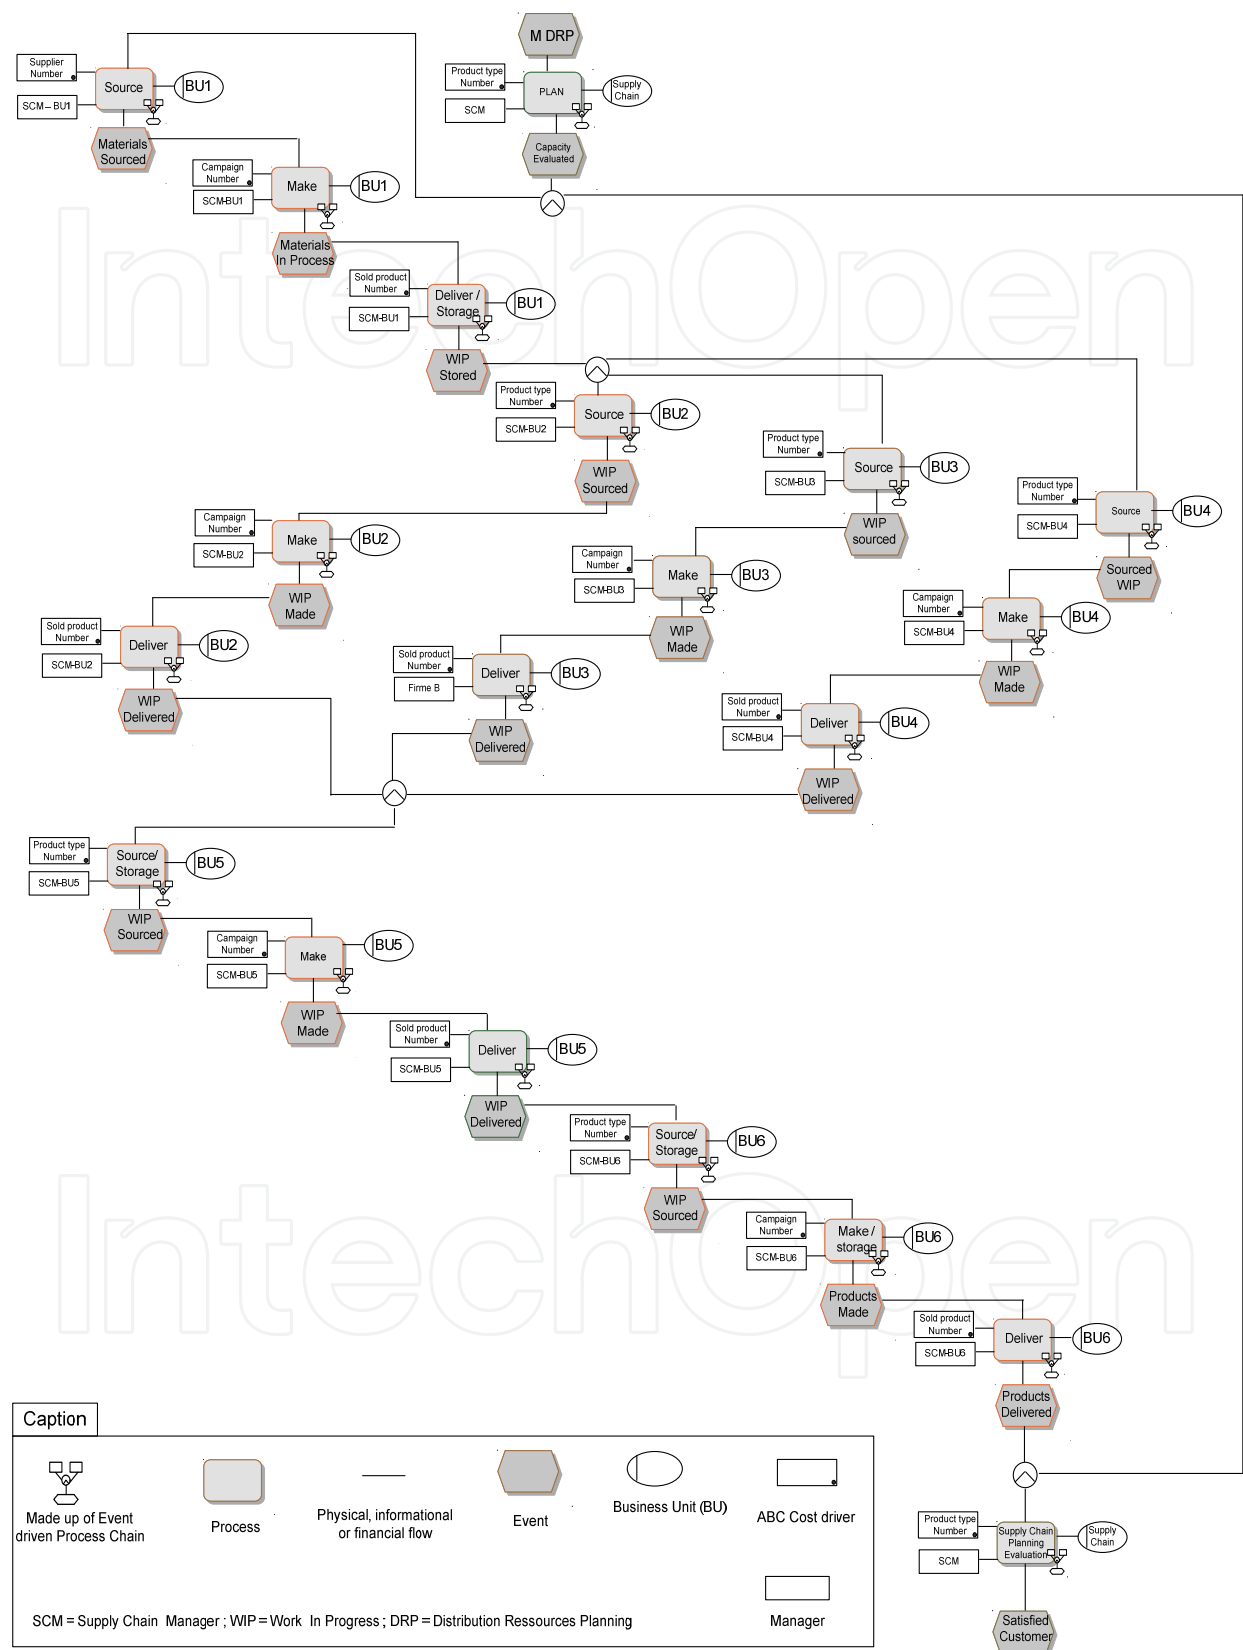 M DRP
Supplier
Number
Source
BU1
SCM – BU1
Product type
Number
PLAN
Supply
Chain
SCM
Materials
Sourced
Capacity
Evaluated
Campaign
Number
Make
BU1
SCM-BU1
Materials
In Process
Sold product
Number
Deliver /
Storage
BU1
SCM-BU1
WIP
Stored
Product type
Number
Source
BU2
SCM-BU2
Product type
Number
Source
BU3
SCM-BU3
WIP
Sourced
Product type
Number
Source
BU4
SCM-BU4
Campaign
Number
Make
BU2
SCM-BU2
WIP
sourced
Campaign
Number
Make
BU3
SCM-BU3
Sourced
WIP
WIP
Made
Campaign
Number
Make
BU4
SCM-BU4
Sold product
Number
Deliver
BU2
SCM-BU2
WIP
Made
Sold product
Number
Deliver
BU3
Firme B
WIP
Made
WIP
Delivered
Sold product
Number
Deliver
BU4
SCM-BU4
WIP
Delivered
WIP
Delivered
Product type
Number
Source/
Storage
BU5
SCM-BU5
WIP
Sourced
Campaign
Number
Make
BU5
SCM-BU5
WIP
Made
Sold product
Number
Deliver
BU5
SCM-BU5
WIP
Delivered
Product type
Number
Source/
Storage
BU6
SCM-BU6
WIP
Sourced
Campaign
Number
Make /
storage
BU6
SCM-BU6
Products
Made
Sold product
Number
Deliver
BU6
SCM-BU6
Products
Delivered
Product type
Number
Supply Chain
Planning
Evaluation
Supply
Chain
SCM
Satisfied
Customer
Caption
Made up of Event
driven Process Chain
Process
Physical, informational
or financial flow
Event
Business Unit (BU)
ABC Cost driver
Manager
SCM = Supply Chain Manager ; WIP = Work In Progress ; DRP = Distribution Ressources Planning
IntechOpen
IntechOpen